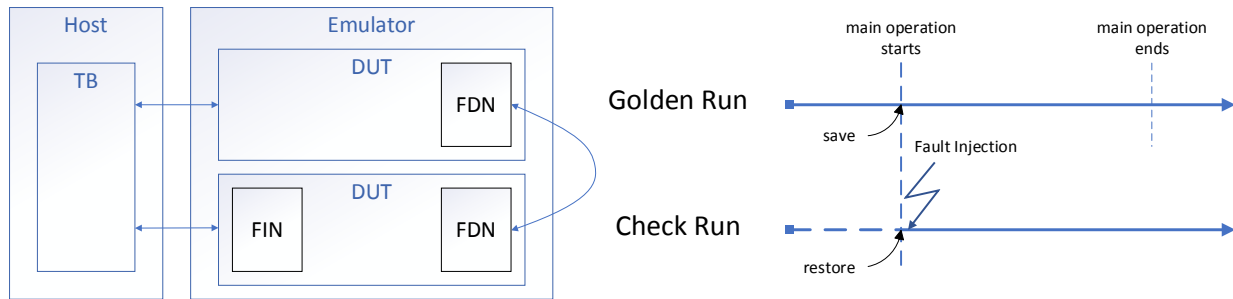 Host
TB
Emulator
DUT
FDN
DUT
FIN
FDN
main operation
starts
main operation
ends
Golden Run
save
Fault Injection
Check Run
restore